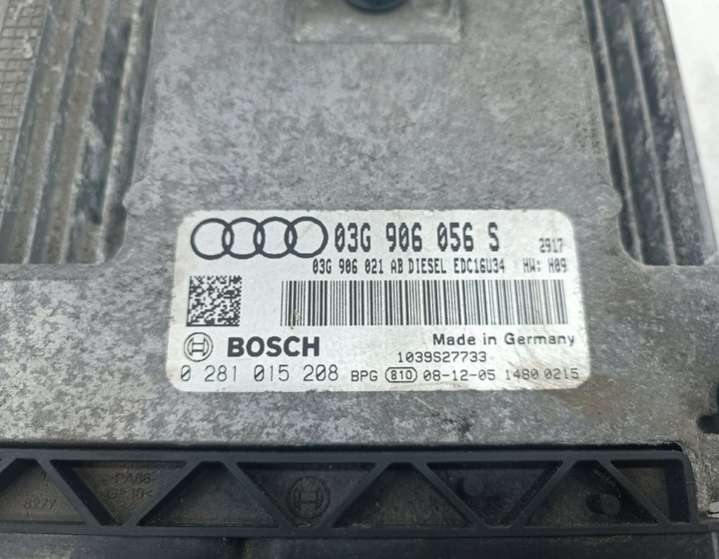 03G 906 056 S 2917
03G 906 021 AB DIESEL EDC16U34 HW: H09
BOSCH Made in Germany
1039S27733
0 281 015 208 BPG 810 08-12-05 1480 0215